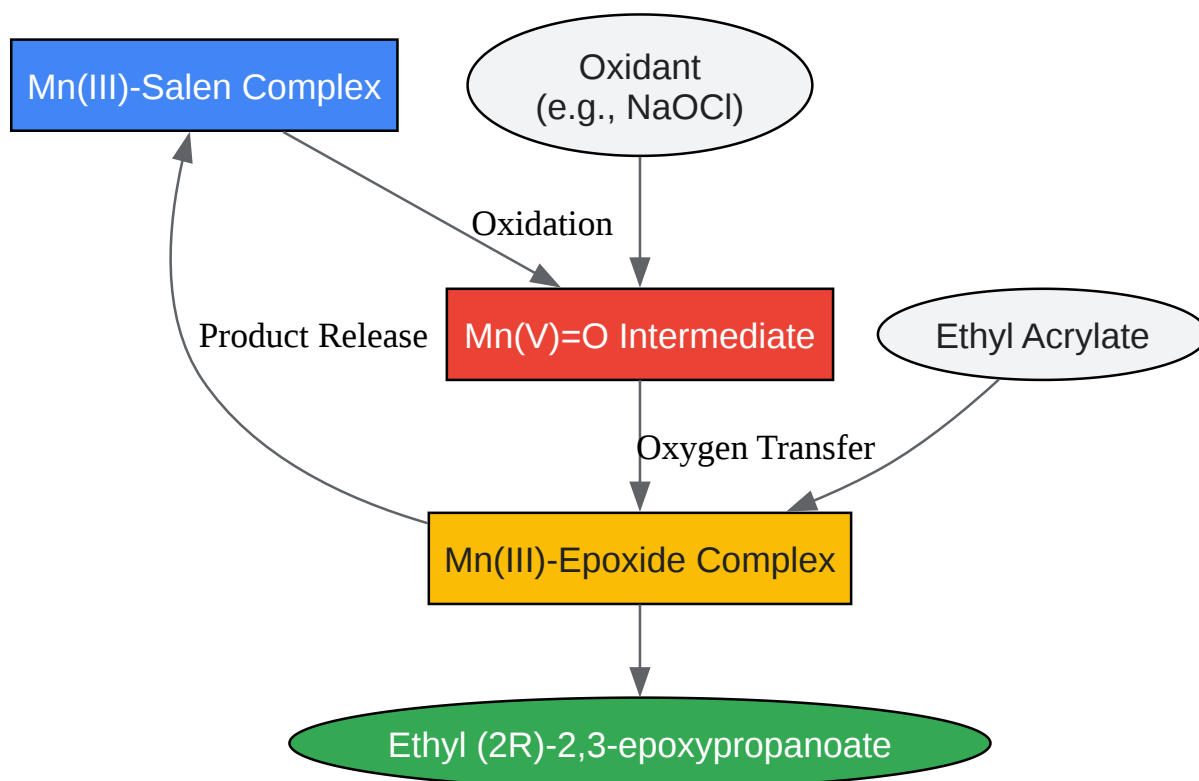 Mn(III)-Salen Complex
Oxidant
(e.g., NaOCl)
Oxidation
Product Release
Mn(V)=O Intermediate
Ethyl Acrylate
Oxygen Transfer
Mn(III)-Epoxide Complex
Ethyl (2R)-2,3-epoxypropanoate